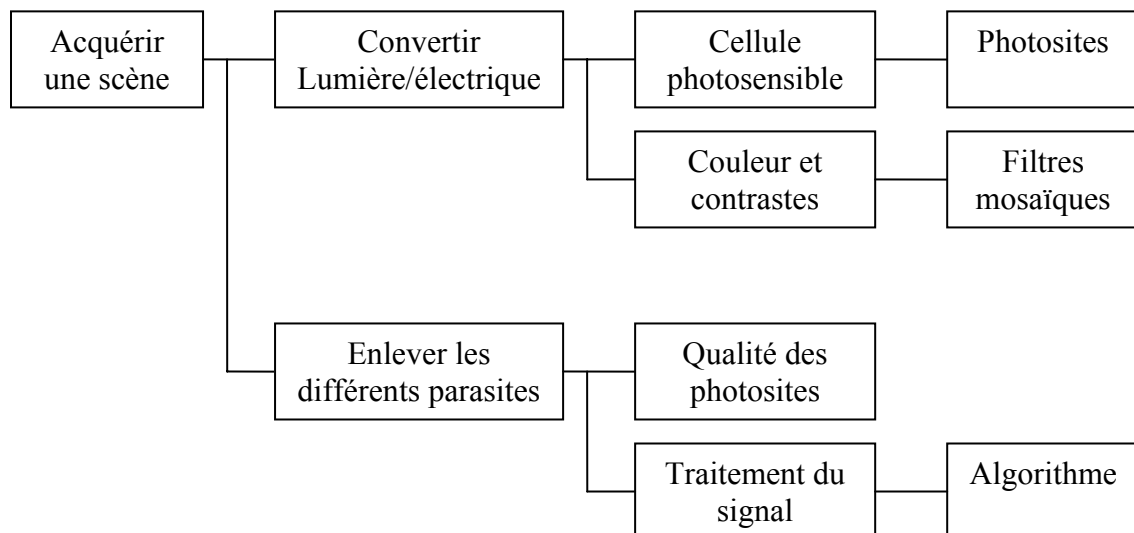 Acquérir
une scène
Convertir
Lumière/électrique
Cellule
photosensible
Photosites
Couleur et
contrastes
Filtres
mosaïques
Enlever les
différents parasites
Qualité des
photosites
Traitement du
signal
Algorithme